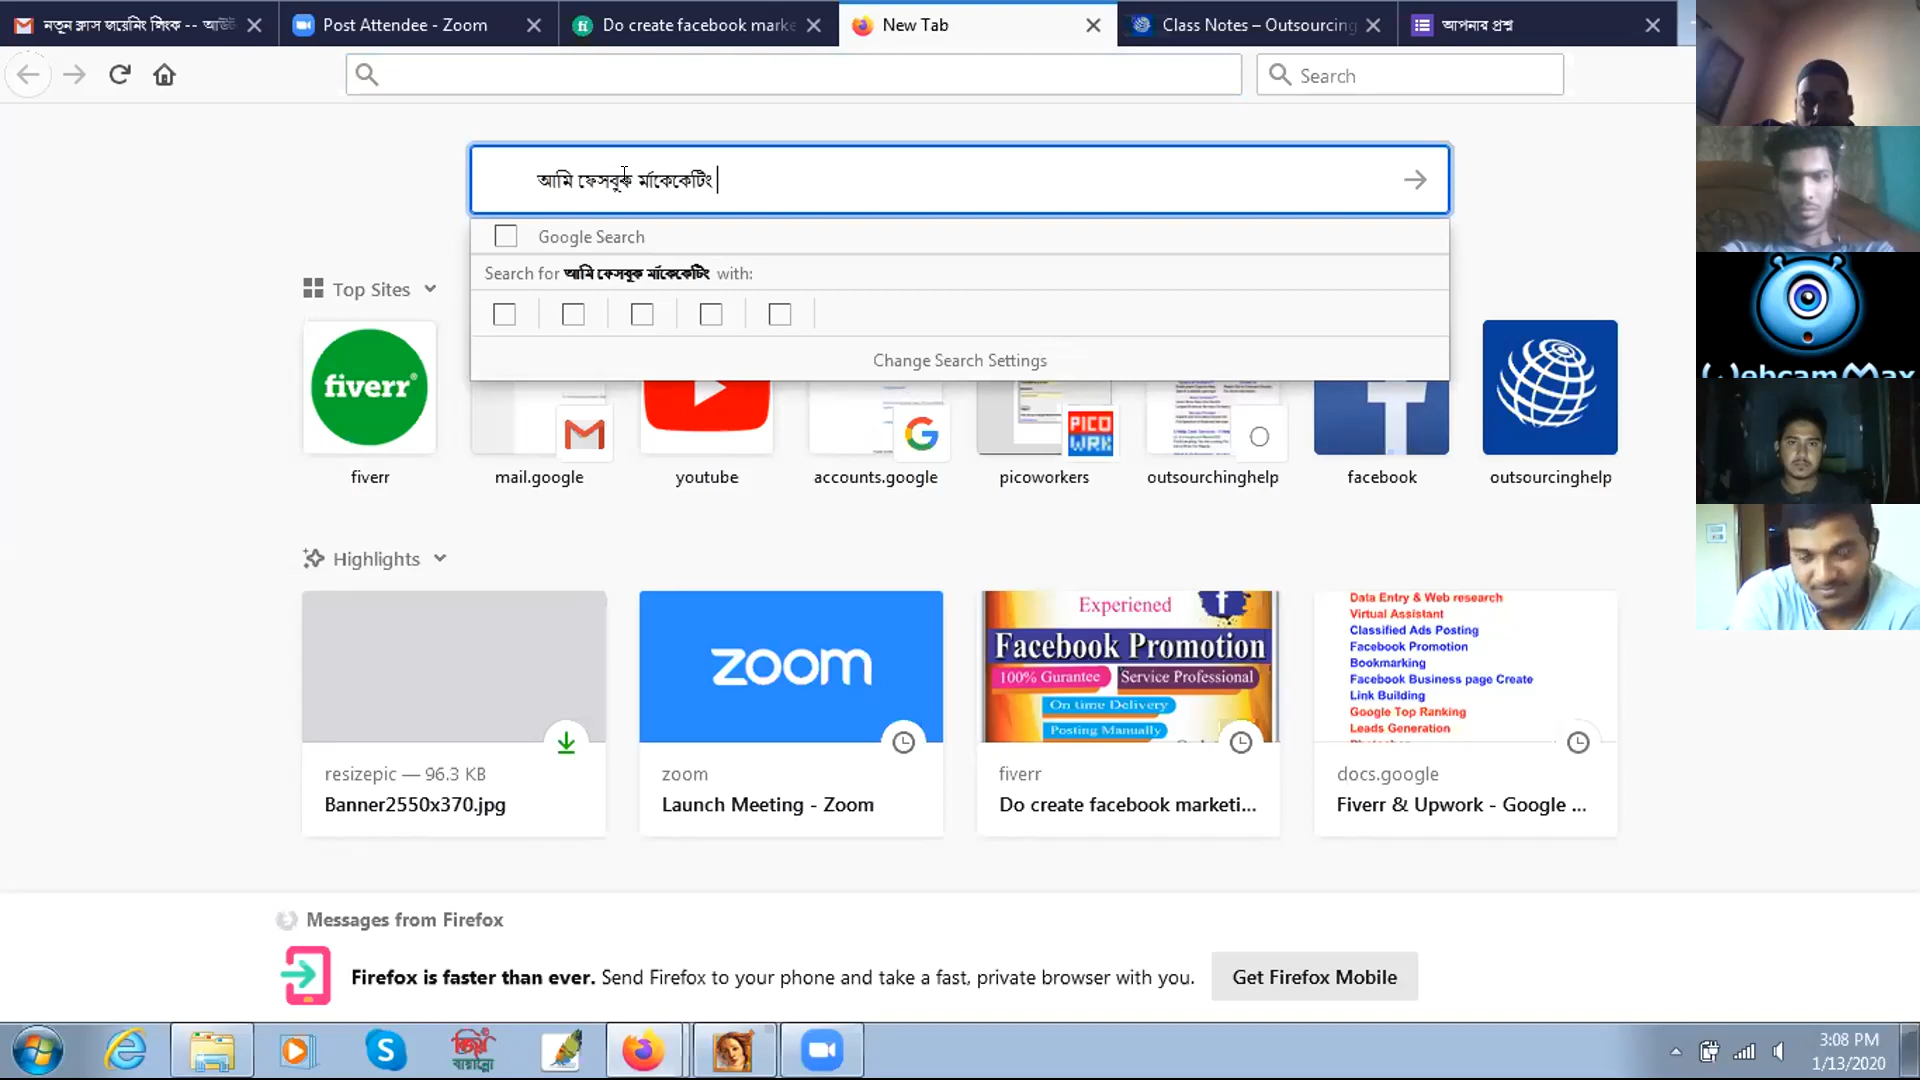 নতুন ক্লাস জয়েনিং লিংক -- আউট
Post Attendee - Zoom
Do create facebook marke
New Tab
Class Notes – Outsourcing
আপনার প্রশ্ন
Search
আমি ফেসবুক র্মাকেকেটিং
Google Search
Search for আমি ফেসবুক র্মাকেকেটিং with:
Change Search Settings
Top Sites
fiverr
PICO
WRK
WebcamMax
fiverr
mail.google
youtube
accounts.google
picoworkers
outsourchinghelp
facebook
outsourcinghelp
Highlights
zoom
Experienced
Facebook Promotion
100% Gurantee
Service Professional
On time Delivery
Posting Manually
Data Entry & Web research
Virtual Assistant
Classified Ads Posting
Facebook Promotion
Bookmarking
Facebook Business page Create
Link Building
Google Top Ranking
Leads Generation
resizepic — 96.3 KB
Banner2550x370.jpg
zoom
Launch Meeting - Zoom
fiverr
Do create facebook marketi...
docs.google
Fiverr & Upwork - Google ...
Messages from Firefox
Firefox is faster than ever. Send Firefox to your phone and take a fast, private browser with you.
Get Firefox Mobile
বিজয়
বায়ান্নো
3:08 PM
1/13/2020